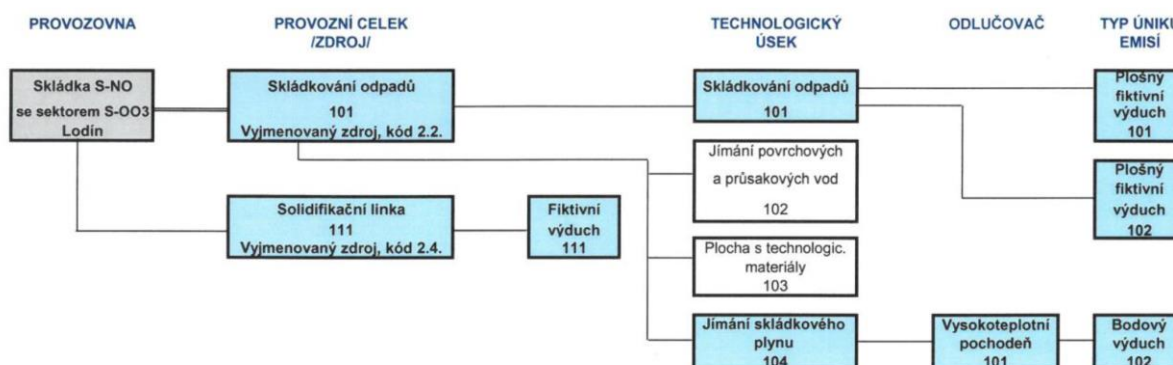 PROVOZOVNA
PROVOZNÍ CELEK
/ZDROJ/
TECHNOLOGICKÝ
ÚSEK
ODLUČOVAČ
TYP ÚNIKU
EMISÍ
Skládka S-NO
se sektorem S-OO3
Lodín
Skládkování odpadů
101
Vyjmenovaný zdroj, kód 2.2.
Skládkování odpadů
101
Plošný
fiktivní
výduch
101
Jímání povrchových
a průsakových vod
102
Plošný
fiktivní
výduch
102
Solidifikační linka
111
Vyjmenovaný zdroj, kód 2.4.
Fiktivní
výduch
111
Plocha s technologic.
materiály
103
Jímání skládkového
plynu
104
Vysokoteplotní
pochodeň
101
Bodový
výduch
102